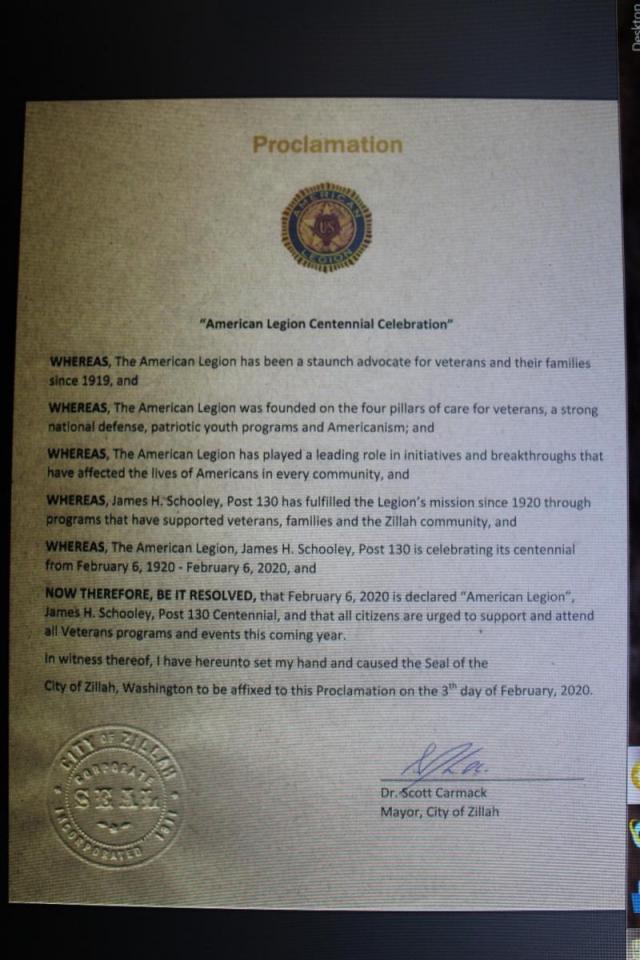 Desktop
Proclamation
AMERICAN
US
LEGION
"American Legion Centennial Celebration"
WHEREAS, The American Legion has been a staunch advocate for veterans and their families
since 1919, and
WHEREAS, The American Legion was founded on the four pillars of care for veterans, a strong
national defense, patriotic youth programs and Americanism; and
WHEREAS, The American Legion has played a leading role in initiatives and breakthroughs that
have affected the lives of Americans in every community, and
WHEREAS, James H. Schooley, Post 130 has fulfilled the Legion's mission since 1920 through
programs that have supported veterans, families and the Zillah community, and
WHEREAS, The American Legion, James H. Schooley, Post 130 is celebrating its centennial
from February 6, 1920 - February 6, 2020, and
NOW THEREFORE, BE IT RESOLVED, that February 6, 2020 is declared "American Legion",
James H. Schooley, Post 130 Centennial, and that all citizens are urged to support and attend
all Veterans programs and events this coming year.
In witness thereof, I have hereunto set my hand and caused the Seal of the
City of Zillah, Washington to be affixed to this Proclamation on the 3th day of February, 2020.
CITY OF ZILLAH
CORPORATE
SEAL
INCORPORATED 1911
Dr. Scott Carmack
Mayor, City of Zillah